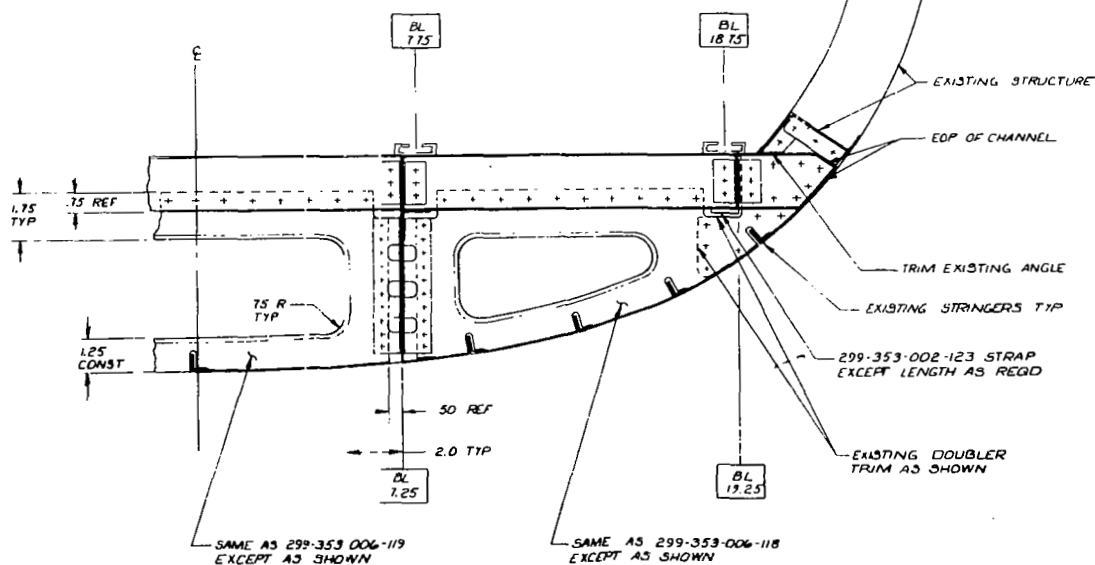 BL
7.75
BL
18.75
℄
EXISTING STRUCTURE
EOP OF CHANNEL
1.75
TYP
.75 REF
TRIM EXISTING ANGLE
.75 R
TYP
EXISTING STRINGERS TYP
1.25
CONST
299-353-002-123 STRAP
EXCEPT LENGTH AS REQD
.50 REF
2.0 TYP
EXISTING DOUBLER
TRIM AS SHOWN
BL
7.25
BL
19.25
SAME AS 299-353 006-119
EXCEPT AS SHOWN
SAME AS 299-353-006-118
EXCEPT AS SHOWN